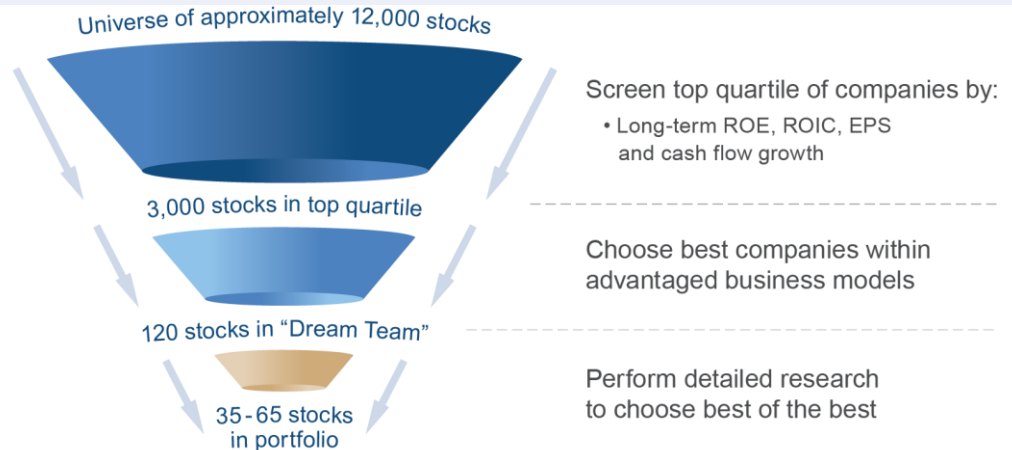 Universe of approximately 12,000 stocks
Screen top quartile of companies by:
• Long-term ROE, ROIC, EPS
and cash flow growth
3,000 stocks in top quartile
Choose best companies within
advantaged business models
120 stocks in “Dream Team”
Perform detailed research
to choose best of the best
35-65 stocks
in portfolio